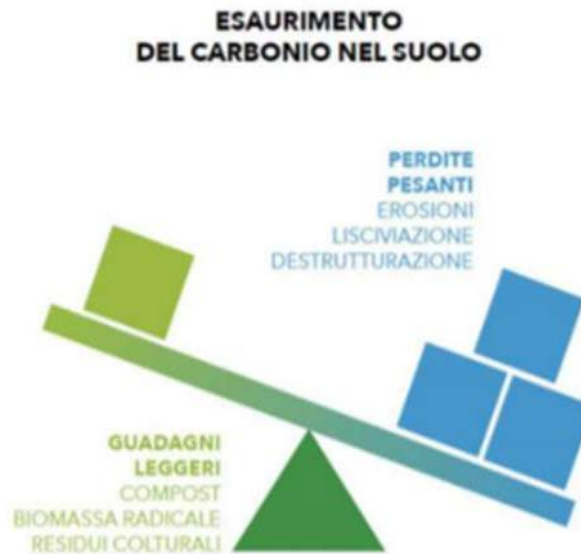 ESAURIMENTO
DEL CARBONIO NEL SUOLO
PERDITE
PESANTI
EROSIONI
LISCIVIAZIONE
DESTRUTTURAZIONE
GUADAGNI
LEGGERI
COMPOST
BIOMASSA RADICALE
RESIDUI COLTURALI